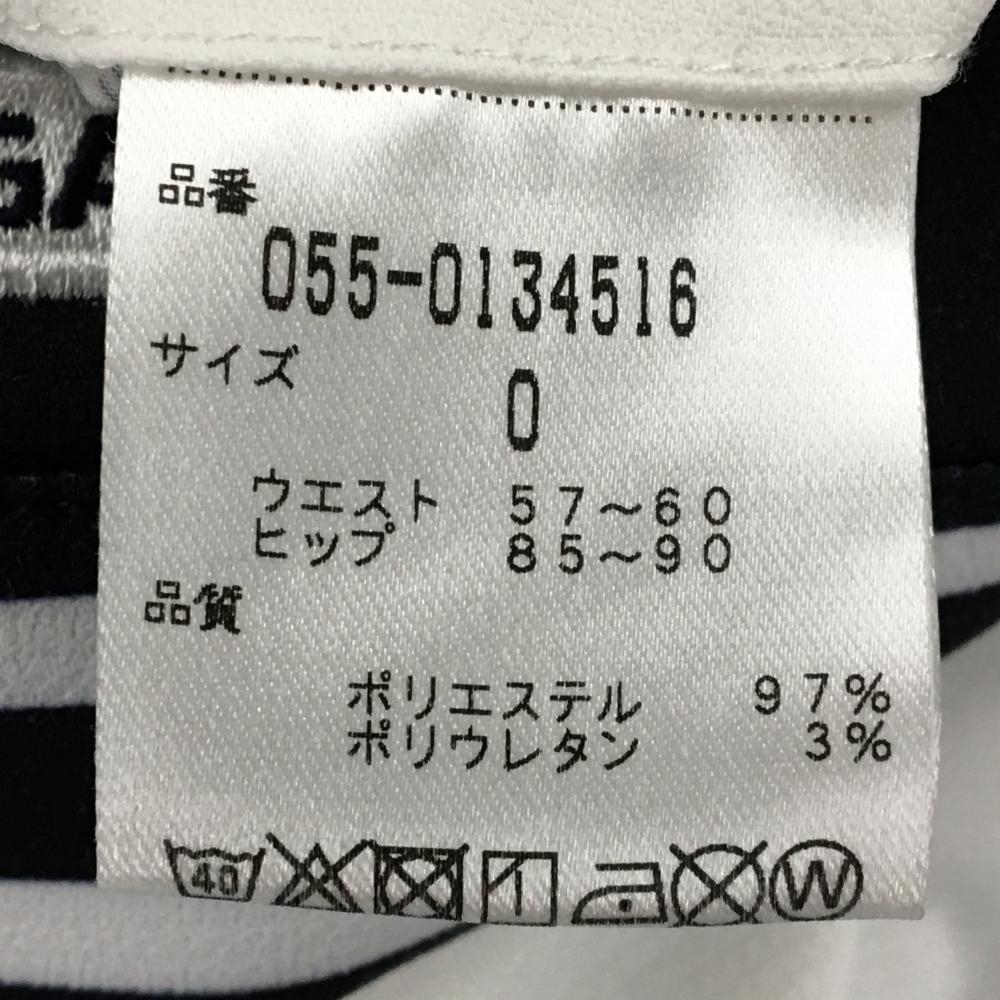 品番
055-0134516
サイズ
0
ウエスト 57～60
ヒップ 85～90
品質
ポリエステル 97%
ポリウレタン 3%
40
W